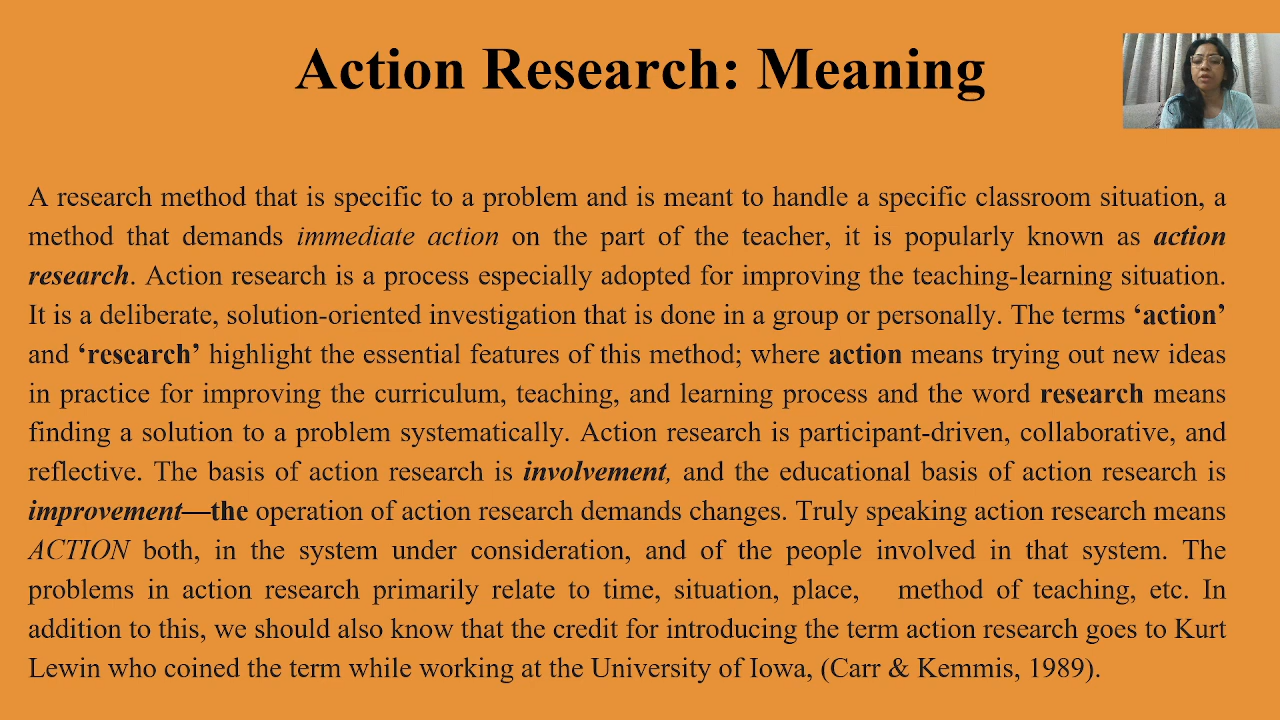 Action Research: Meaning
A research method that is specific to a problem and is meant to handle a specific classroom situation, a
method that demands immediate action on the part of the teacher, it is popularly known as action
research. Action research is a process especially adopted for improving the teaching-learning situation.
It is a deliberate, solution-oriented investigation that is done in a group or personally. The terms ‘action’
and ‘research’ highlight the essential features of this method; where action means trying out new ideas
in practice for improving the curriculum, teaching, and learning process and the word research means
finding a solution to a problem systematically. Action research is participant-driven, collaborative, and
reflective. The basis of action research is involvement, and the educational basis of action research is
improvement—the operation of action research demands changes. Truly speaking action research means
ACTION both, in the system under consideration, and of the people involved in that system. The
problems in action research primarily relate to time, situation, place, method of teaching, etc. In
addition to this, we should also know that the credit for introducing the term action research goes to Kurt
Lewin who coined the term while working at the University of Iowa, (Carr & Kemmis, 1989).